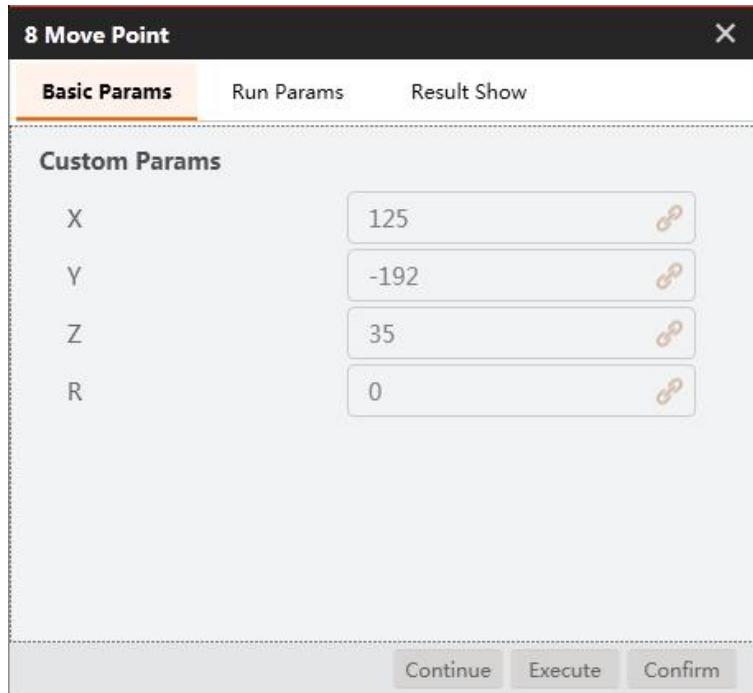 8 Move Point
Basic Params Run Params Result Show
Custom Params
X 125
Y -192
Z 35
R 0
Continue Execute Confirm